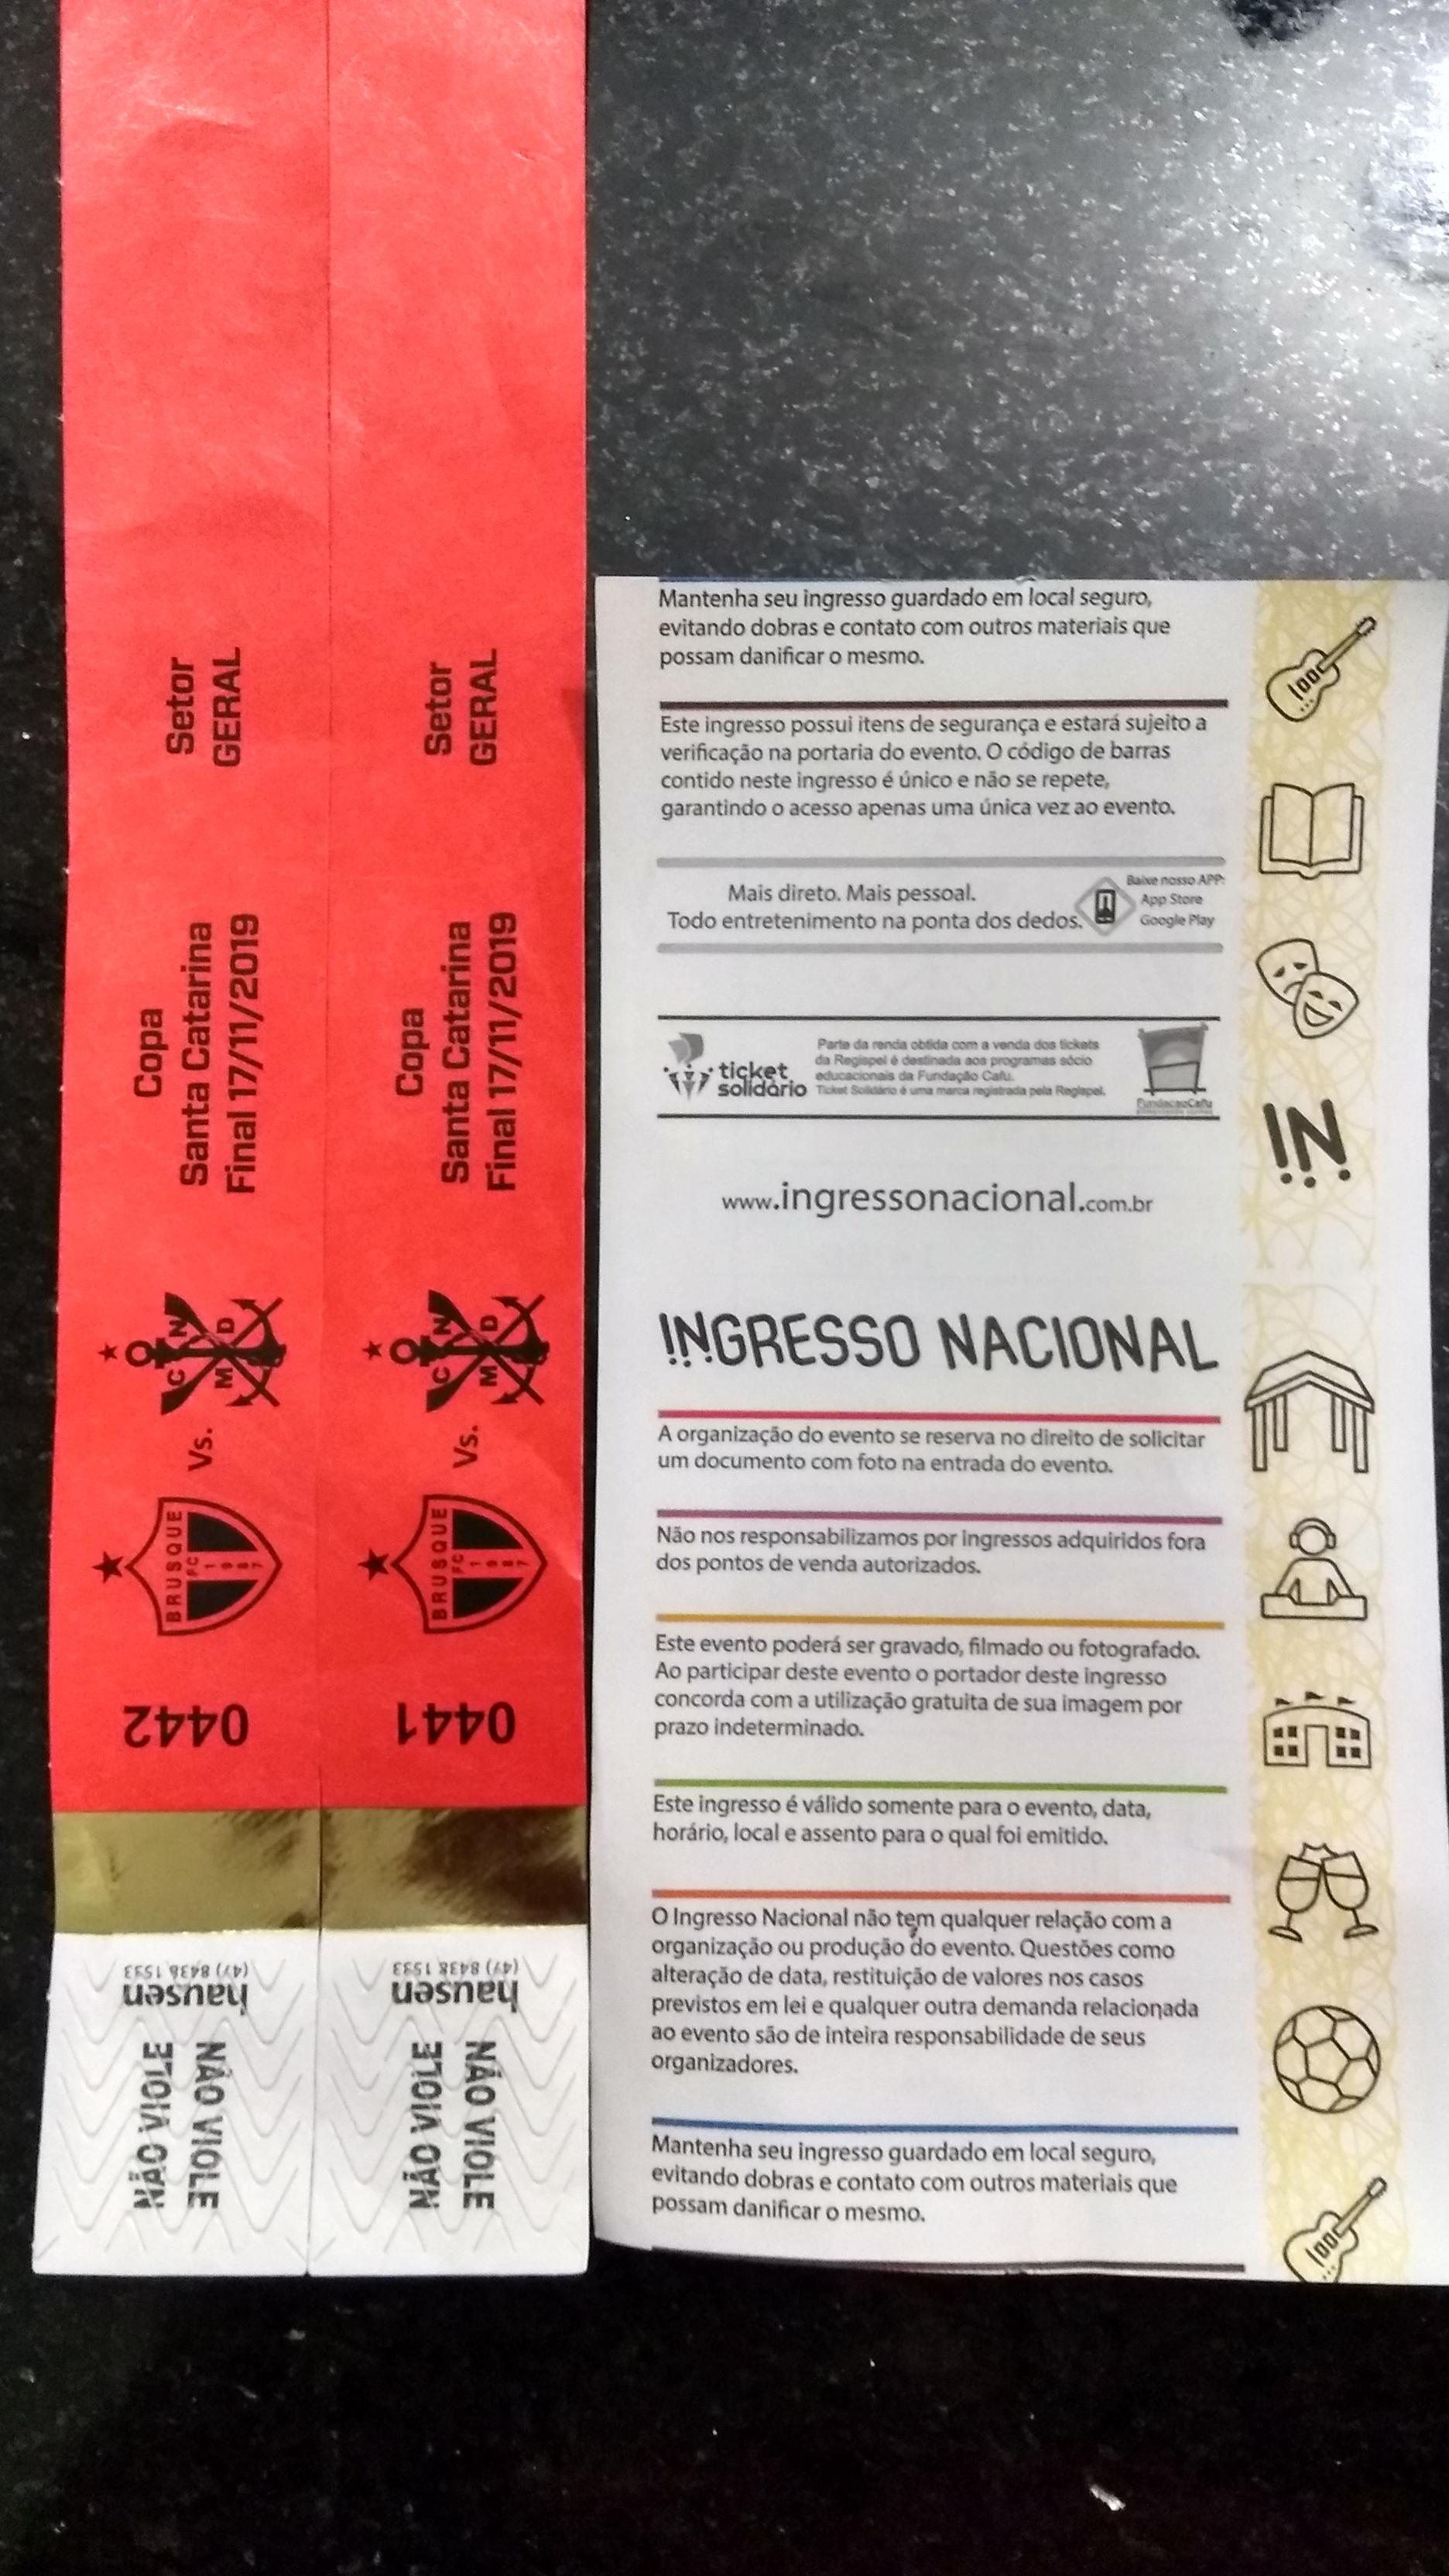 0442
BRUSQUE
FC
1
9
8
7
Vs.
C N
M D
Copa
Santa Catarina
Final 17/11/2019
Setor
GERAL
hausen
(47) 8438 1533
NÃO VIOLE
NÃO VIOLE
0441
BRUSQUE
FC
1
9
8
7
Vs.
C N
M D
Copa
Santa Catarina
Final 17/11/2019
Setor
GERAL
hausen
(47) 8438 1533
NÃO VIOLE
NÃO VIOLE
Mantenha seu ingresso guardado em local seguro,
evitando dobras e contato com outros materiais que
possam danificar o mesmo.
Este ingresso possui itens de segurança e estará sujeito a
verificação na portaria do evento. O código de barras
contido neste ingresso é único e não se repete,
garantindo o acesso apenas uma única vez ao evento.
Mais direto. Mais pessoal.
Todo entretenimento na ponta dos dedos.
Baixe nosso APP:
App Store
Google Play
ticket
solidário
Parte da renda obtida com a venda dos tickets
da Regispel é destinada aos programas sócio
educacionais da Fundação Cafu.
Ticket Solidário é uma marca registrada pela Regispel.
FundacaoCafu
IN
www.ingressonacional.com.br
INGRESSO NACIONAL
A organização do evento se reserva no direito de solicitar
um documento com foto na entrada do evento.
Não nos responsabilizamos por ingressos adquiridos fora
dos pontos de venda autorizados.
Este evento poderá ser gravado, filmado ou fotografado.
Ao participar deste evento o portador deste ingresso
concorda com a utilização gratuita de sua imagem por
prazo indeterminado.
Este ingresso é válido somente para o evento, data,
horário, local e assento para o qual foi emitido.
O Ingresso Nacional não tem qualquer relação com a
organização ou produção do evento. Questões como
alteração de data, restituição de valores nos casos
previstos em lei e qualquer outra demanda relacionada
ao evento são de inteira responsabilidade de seus
organizadores.
Mantenha seu ingresso guardado em local seguro,
evitando dobras e contato com outros materiais que
possam danificar o mesmo.